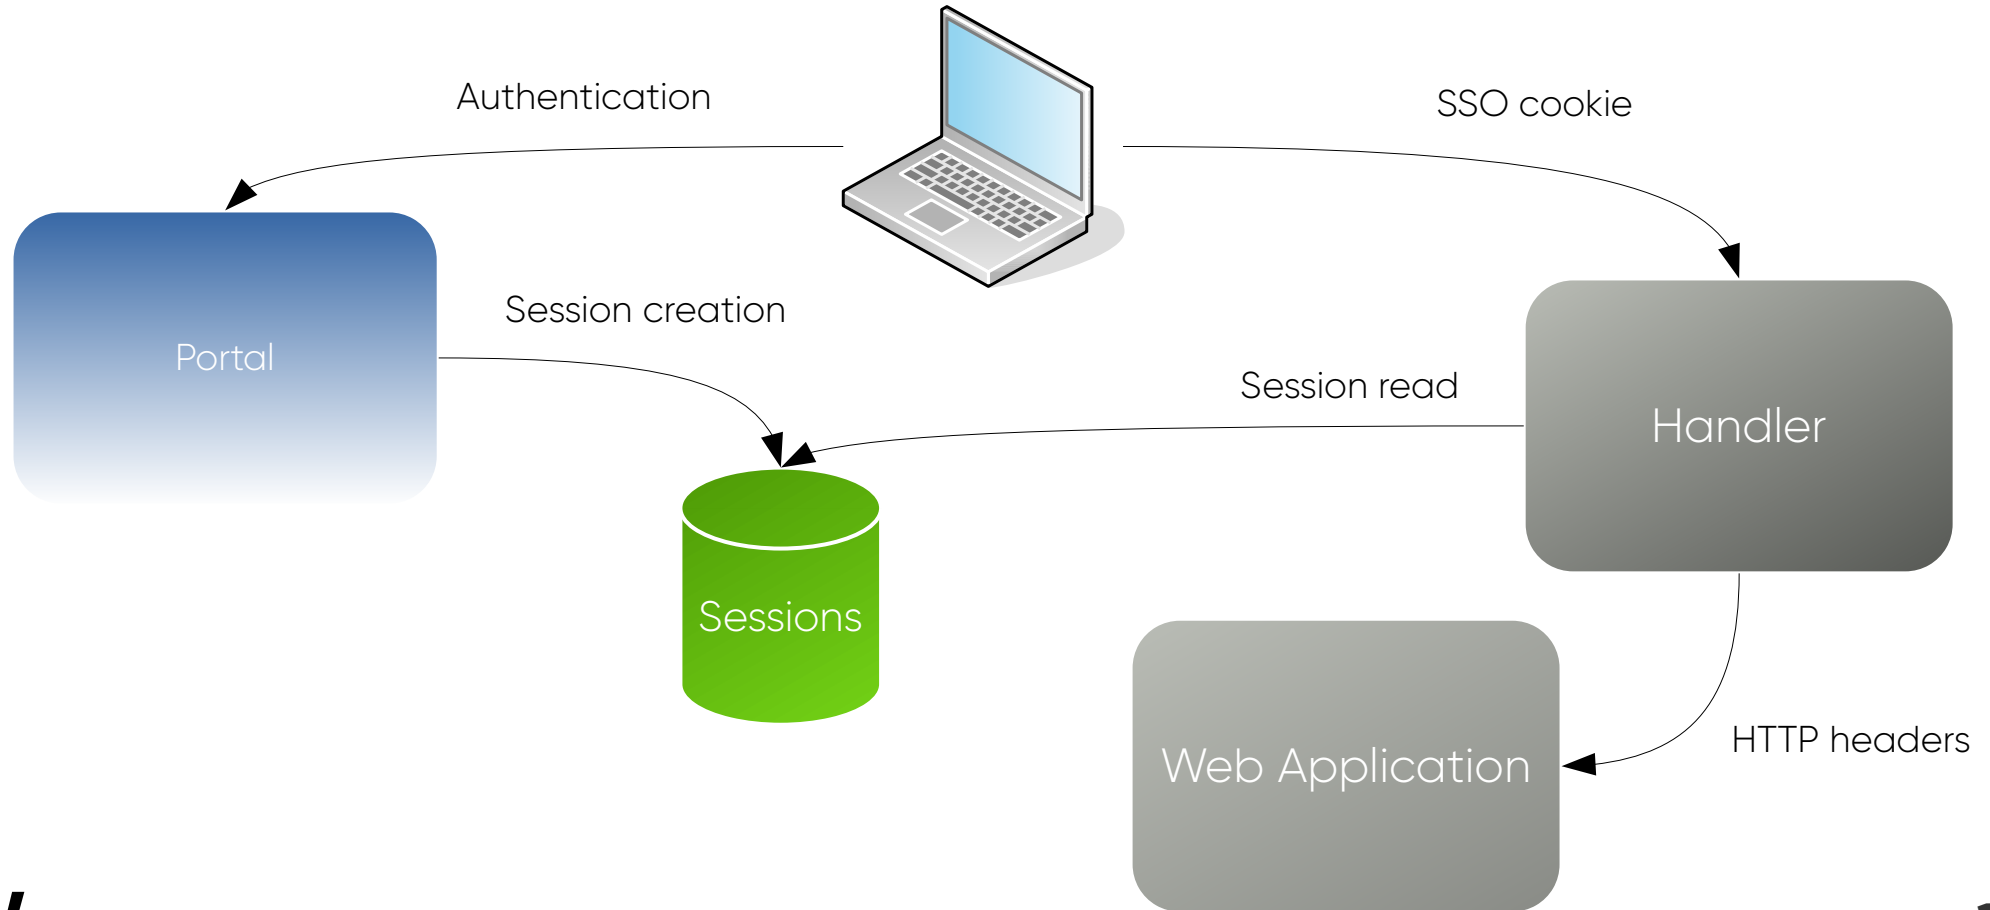 Authentication
SSO cookie
Session creation
Portal
Session read
Handler
Sessions
HTTP headers
Web Application